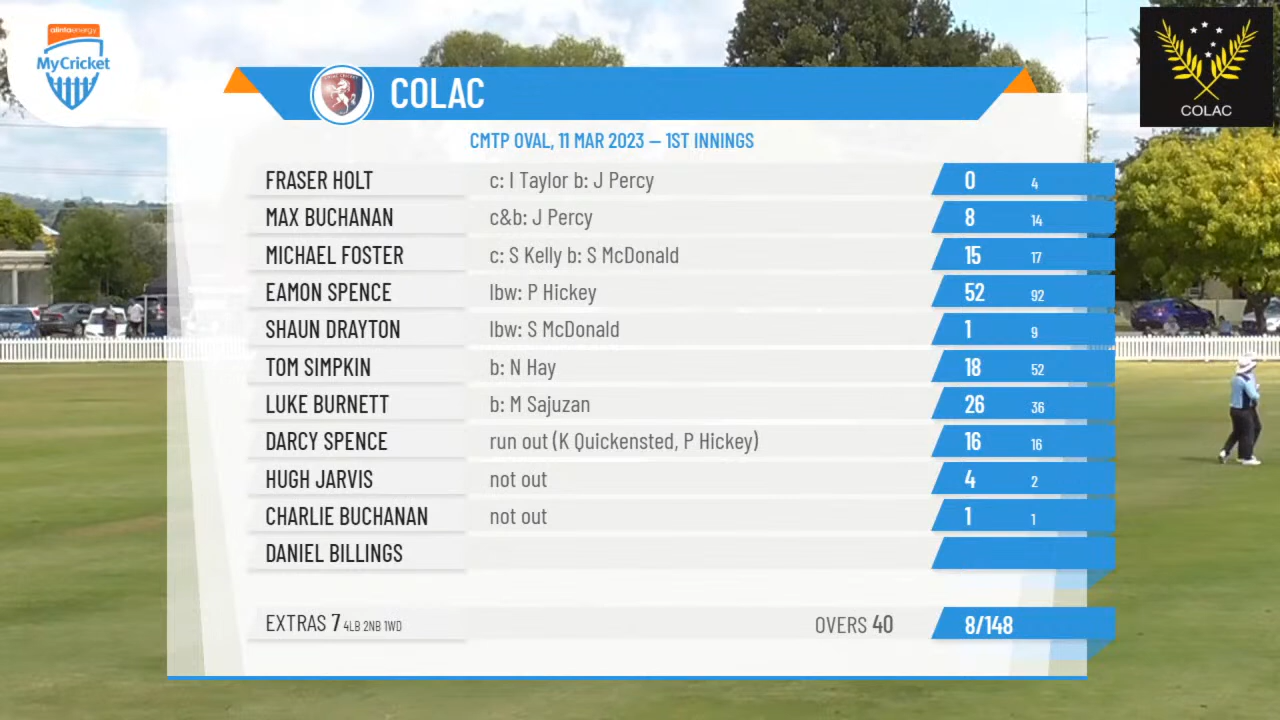 alintaenergy
MyCricket
COLAC
COLAC
CMTP OVAL, 11 MAR 2023 – 1ST INNINGS
FRASER HOLT c: I Taylor b: J Percy 0 4
MAX BUCHANAN c&b: J Percy 8 14
MICHAEL FOSTER c: S Kelly b: S McDonald 15 17
EAMON SPENCE lbw: P Hickey 52 92
SHAUN DRAYTON lbw: S McDonald 1 9
TOM SIMPKIN b: N Hay 18 52
LUKE BURNETT b: M Sajuzan 26 36
DARCY SPENCE run out (K Quickensted, P Hickey) 16 16
HUGH JARVIS not out 4 2
CHARLIE BUCHANAN not out 1 1
DANIEL BILLINGS
EXTRAS 7 4LB 2NB 1WD OVERS 40 8/148